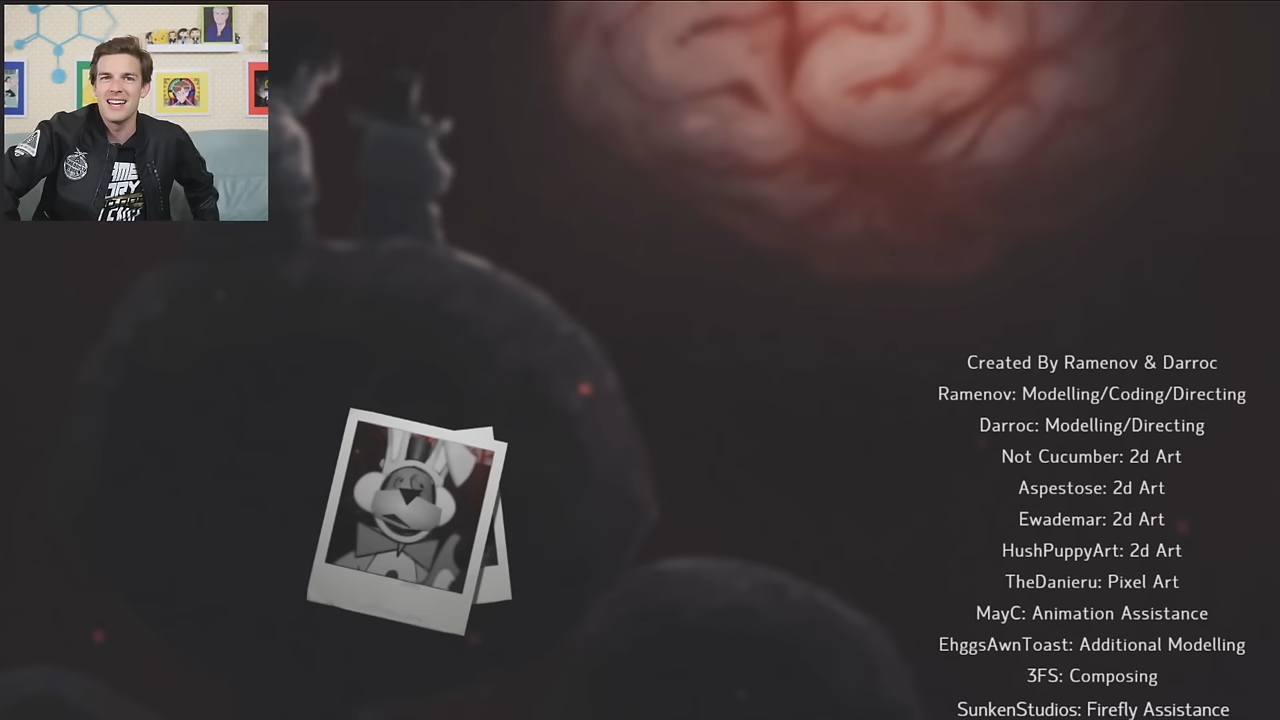 Created By Ramenov & Darroc
Ramenov: Modelling/Coding/Directing
Darroc: Modelling/Directing
Not Cucumber: 2d Art
Aspestose: 2d Art
Ewademar: 2d Art
HushPuppyArt: 2d Art
TheDanieru: Pixel Art
MayC: Animation Assistance
EhggsAwnToast: Additional Modelling
3FS: Composing
SunkenStudios: Firefly Assistance